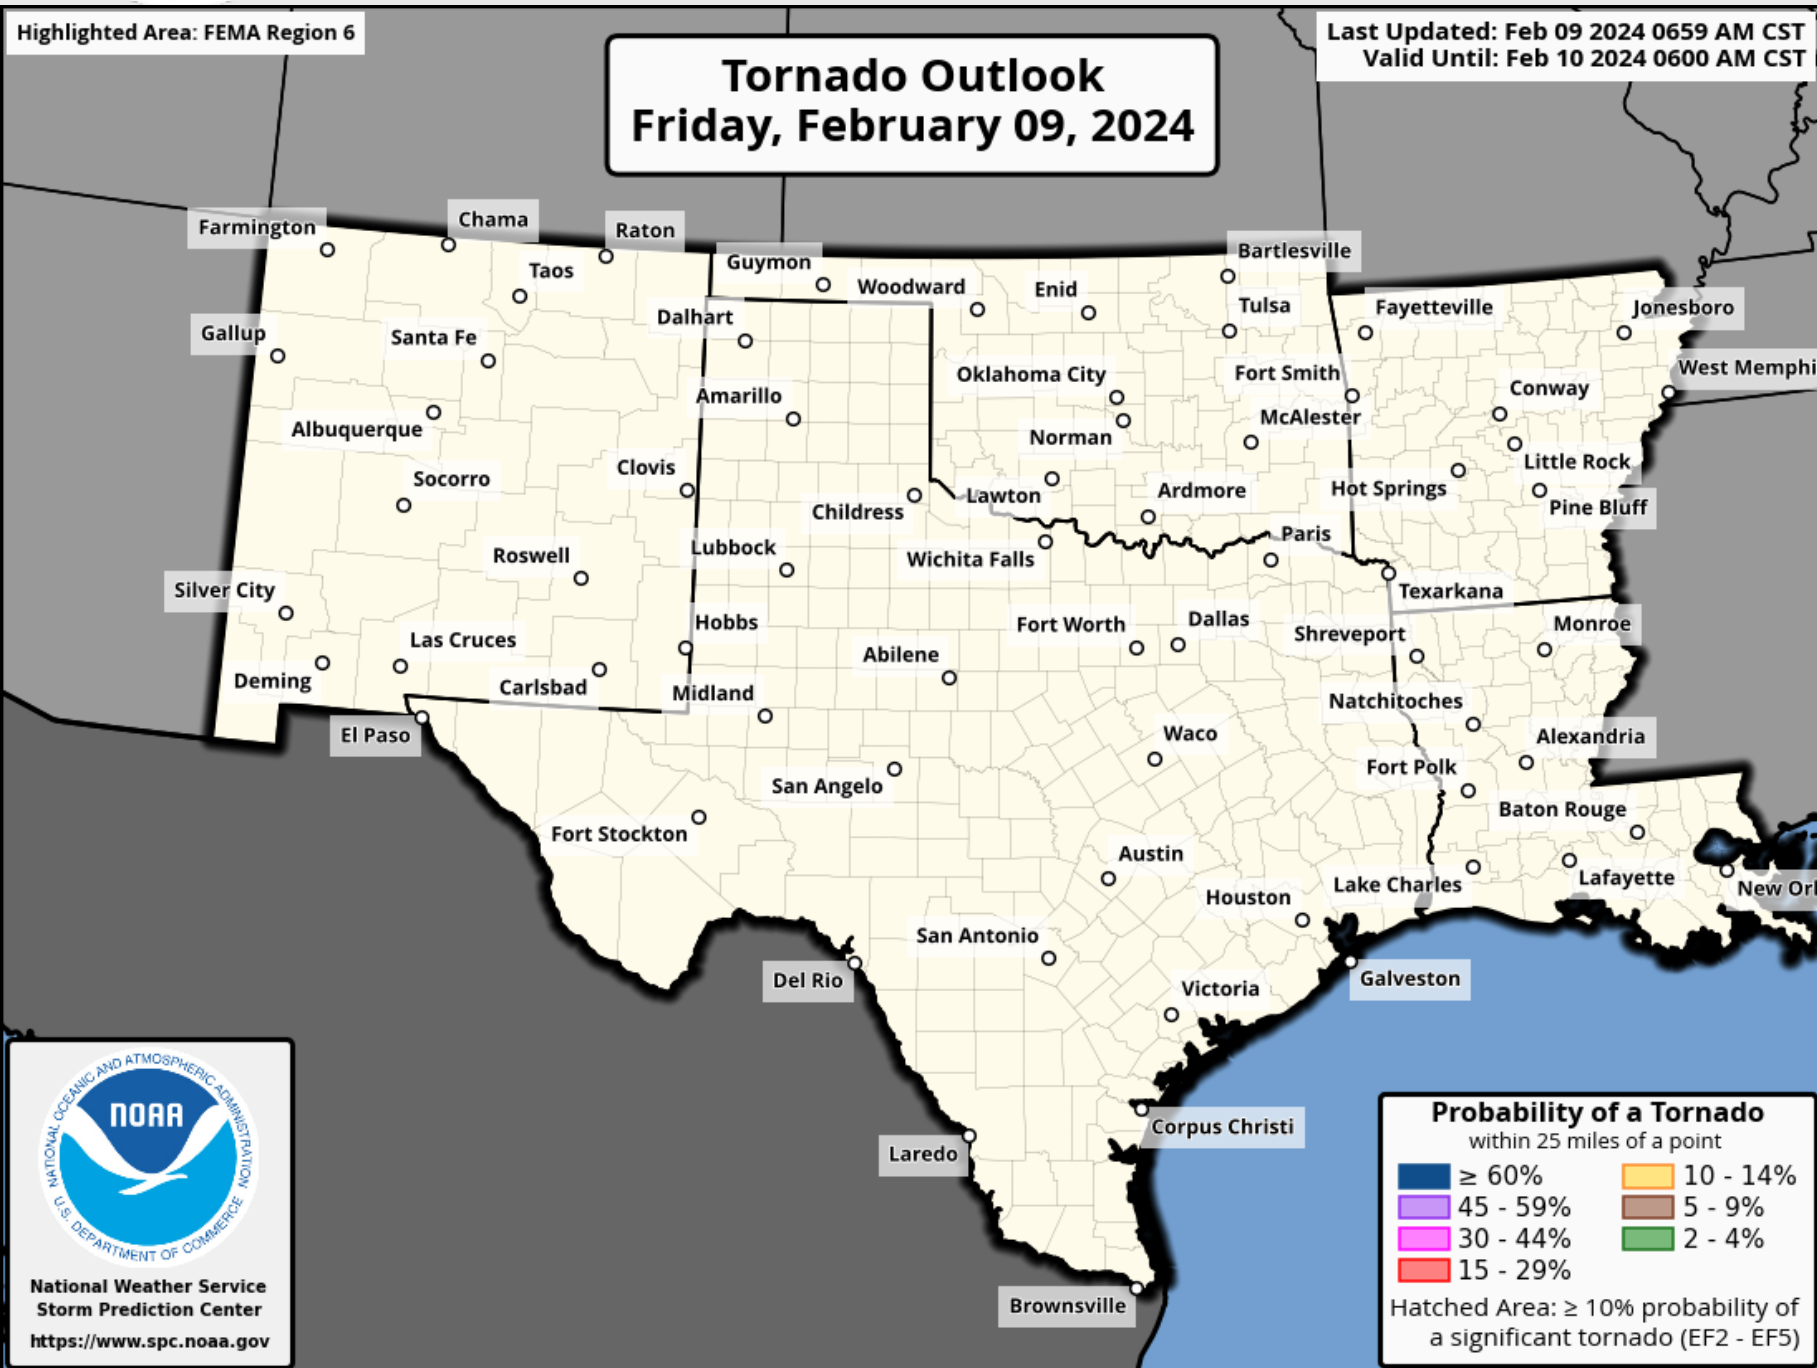 Highlighted Area: FEMA Region 6
Last Updated: Feb 09 2024 0659 AM CST
Valid Until: Feb 10 2024 0600 AM CST
Tornado Outlook
Friday, February 09, 2024
Farmington
Chama
Raton
Taos
Guymon
Woodward
Enid
Bartlesville
Tulsa
Fayetteville
Jonesboro
Gallup
Santa Fe
Dalhart
Oklahoma City
Fort Smith
West Memphi
Conway
Amarillo
Albuquerque
Norman
McAlester
Little Rock
Socorro
Clovis
Childress
Lawton
Ardmore
Hot Springs
Pine Bluff
Roswell
Lubbock
Wichita Falls
Paris
Texarkana
Silver City
Las Cruces
Hobbs
Abilene
Fort Worth
Dallas
Shreveport
Monroe
Deming
Carlsbad
Midland
Natchitoches
El Paso
Waco
Alexandria
San Angelo
Fort Polk
Baton Rouge
Fort Stockton
Austin
Houston
Lake Charles
Lafayette
New Orl
San Antonio
Del Rio
Victoria
Galveston
Corpus Christi
Laredo
Brownsville
NATIONAL OCEANIC AND ATMOSPHERIC ADMINISTRATION
NOAA
U.S. DEPARTMENT OF COMMERCE
National Weather Service
Storm Prediction Center
https://www.spc.noaa.gov
Probability of a Tornado
within 25 miles of a point
≥ 60%
10 - 14%
45 - 59%
5 - 9%
30 - 44%
2 - 4%
15 - 29%
Hatched Area: ≥ 10% probability of
a significant tornado (EF2 - EF5)